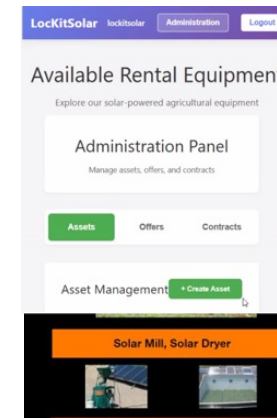 LocKitSolar lockitsolar Administration Logout
Available Rental Equipmen
Explore our solar-powered agricultural equipment
Administration Panel
Manage assets, offers, and contracts
Assets Offers Contracts
Asset Management + Create Asset
Solar Mill, Solar Dryer